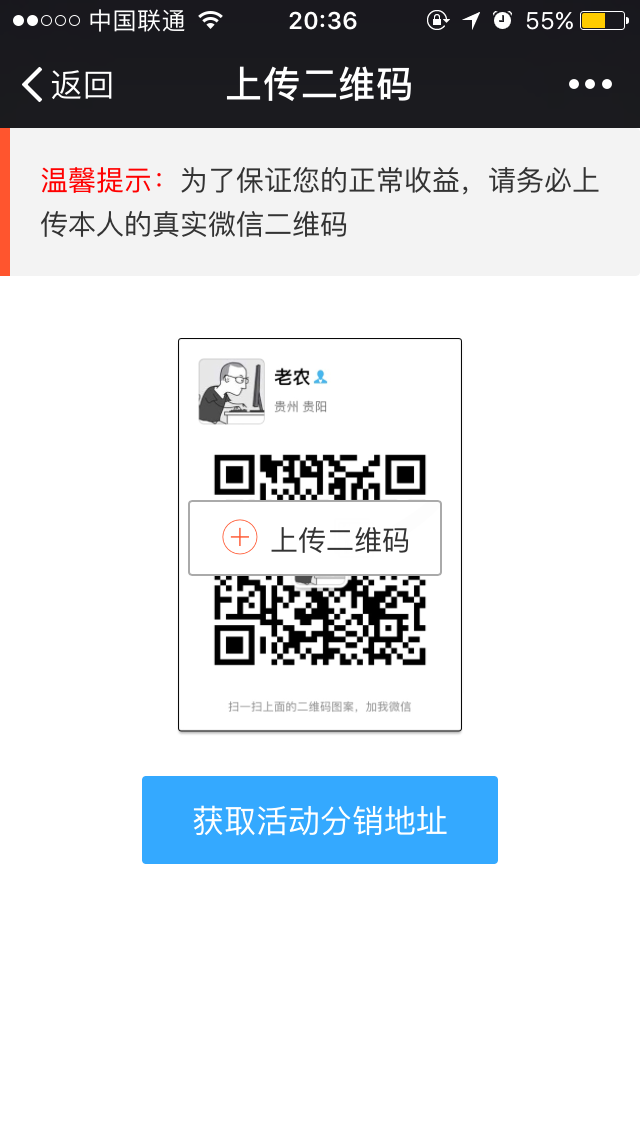 中国联通
20:36
55%
返回
上传二维码
温馨提示：为了保证您的正常收益，请务必上
传本人的真实微信二维码
老农
贵州 贵阳
上传二维码
扫一扫上面的二维码图案，加我微信
获取活动分销地址